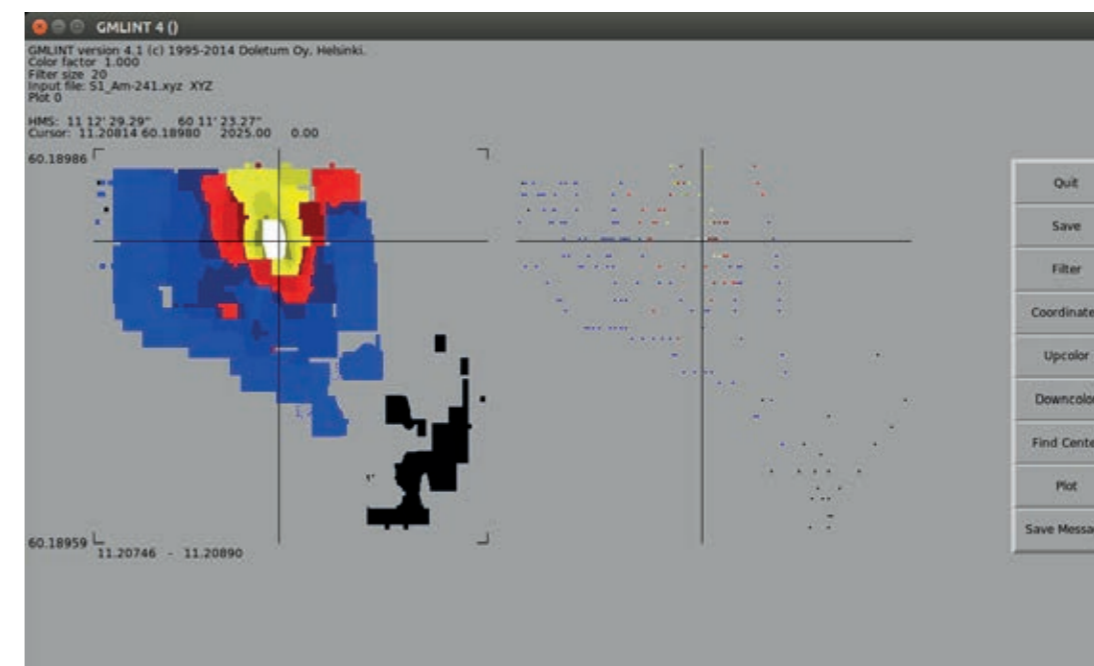 GMLINT 4 ()
GMLINT version 4.1 (c) 1995-2014 Doletum Oy, Helsinki.
Color factor 1.000
Filter size 20
Input file: S1_Am-241.xyz XYZ
Plot 0
HMS: 11 12' 29.29" 60 11' 23.27"
Cursor: 11.20814 60.18980 2025.00 0.00
60.18986
60.18959
11.20746 - 11.20890
Quit
Save
Filter
Coordinate
Upcolor
Downcolo
Find Cente
Plot
Save Messa